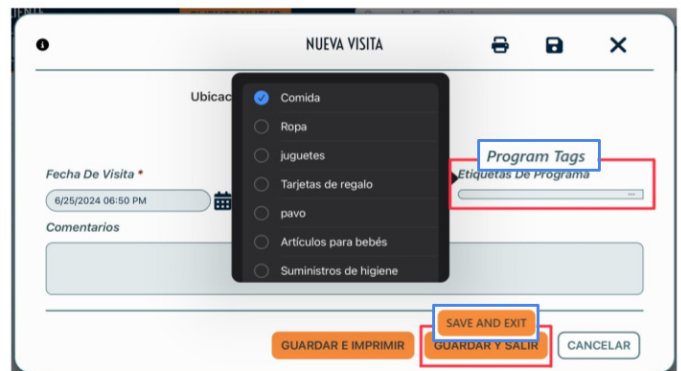 NUEVA VISITA
Ubicac
Comida
Ropa
juguetes
Tarjetas de regalo
pavo
Artículos para bebés
Suministros de higiene
Program Tags
Fecha De Visita *
Etiquetas De Programa
6/25/2024 06:50 PM
Comentarios
SAVE AND EXIT
GUARDAR E IMPRIMIR
GUARDAR Y SALIR
CANCELAR